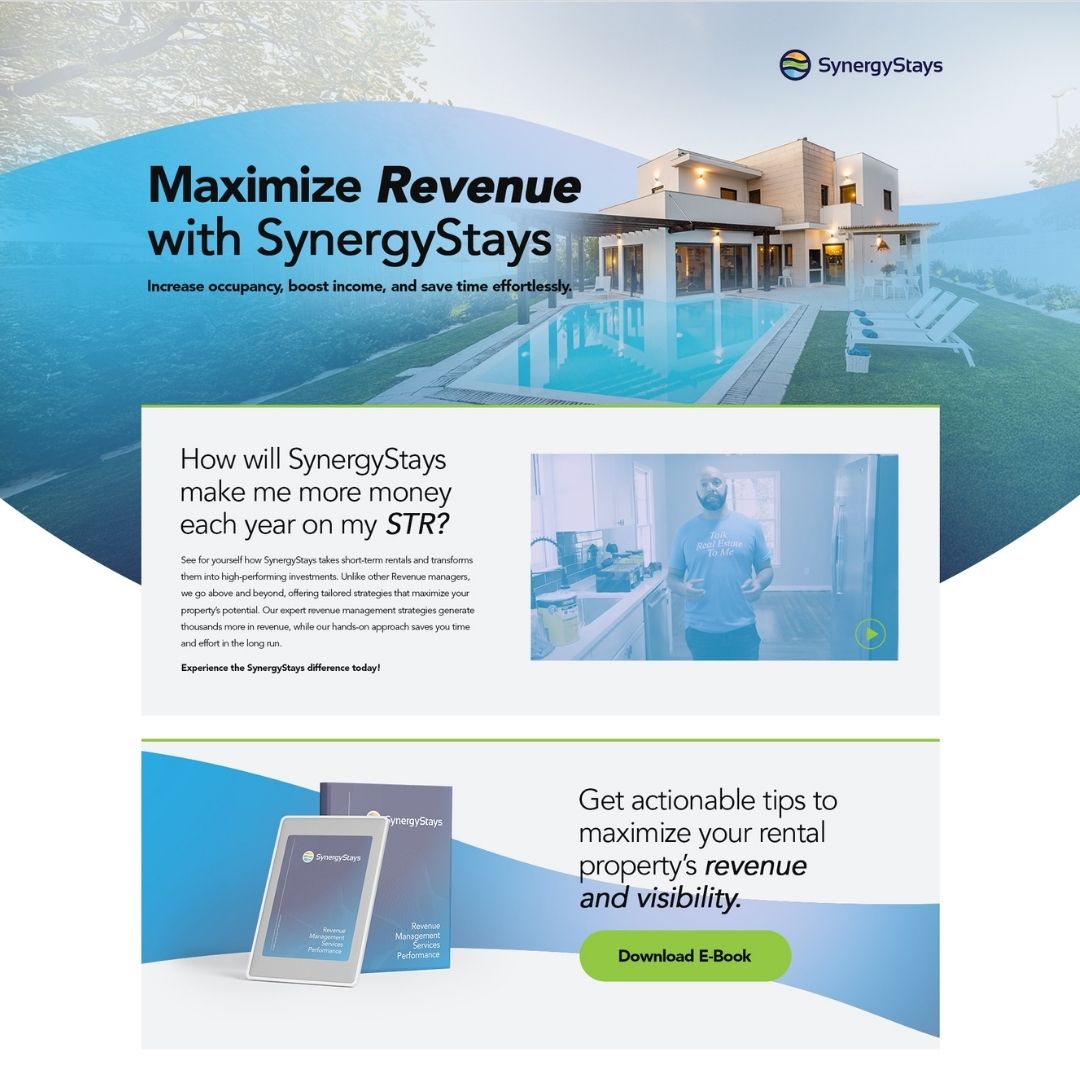 SynergyStays
Maximize Revenue
with SynergyStays
Increase occupancy, boost income, and save time effortlessly.
How will SynergyStays
make me more money
each year on my STR?
See for yourself how SynergyStays takes short-term rentals and transforms
them into high-performing investments. Unlike other Revenue managers,
we go above and beyond, offering tailored strategies that maximize your
property's potential. Our expert revenue management strategies generate
thousands more in revenue, while our hands-on approach saves you time
and effort in the long run.
Experience the SynergyStays difference today!
Talk
Real Estate
To Me
SynergyStays
Revenue
Management
Services
Performance
SynergyStays
Revenue
Management
Services
Performance
Get actionable tips to
maximize your rental
property's revenue
and visibility.
Download E-Book